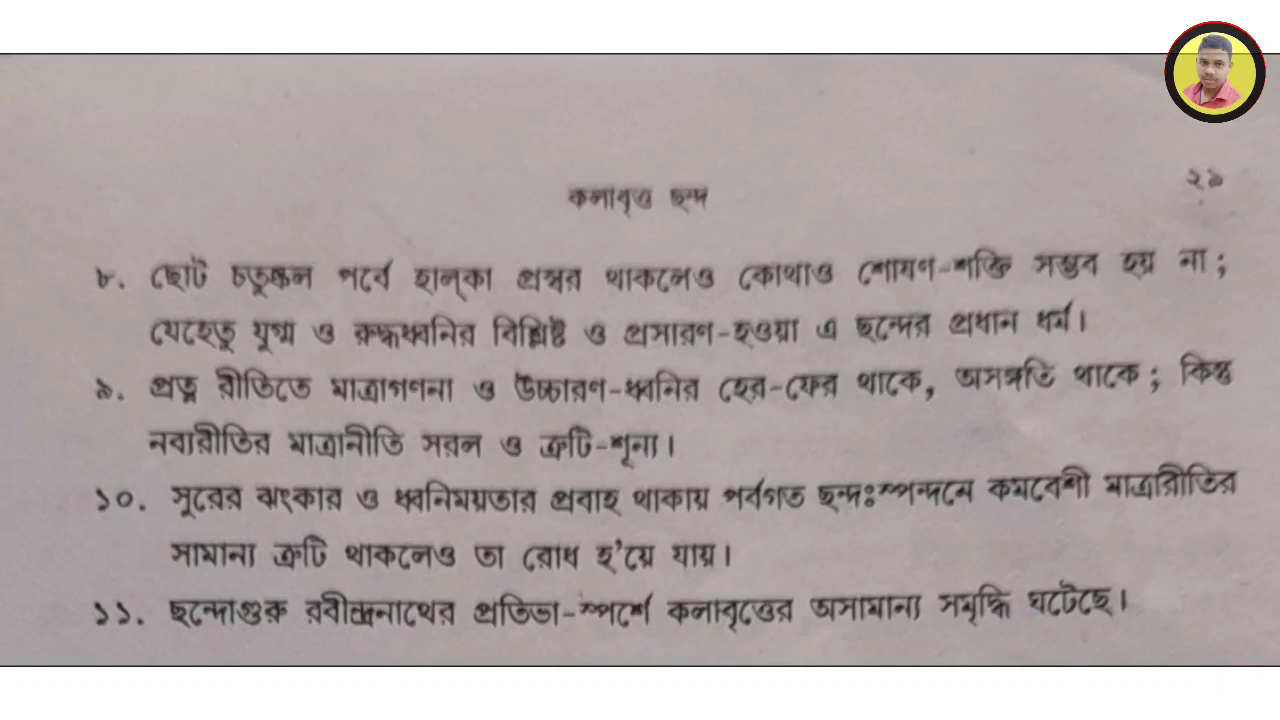 ২৯
কলাবৃত্ত ছন্দ
৮. ছোট চতুষ্কল পর্বে হাল্‌কা প্রস্বর থাকলেও কোথাও শোষণ-শক্তি সম্ভব হয় না ;
যেহেতু যুগ্ম ও রুদ্ধধ্বনির বিশ্লিষ্ট ও প্রসারণ-হওয়া এ ছন্দের প্রধান ধর্ম।
৯. প্রত্ন রীতিতে মাত্রাগণনা ও উচ্চারণ-ধ্বনির হের-ফের থাকে, অসঙ্গতি থাকে ; কিন্তু
নব্যরীতির মাত্রানীতি সরল ও ত্রুটি-শূন্য।
১০. সুরের ঝংকার ও ধ্বনিময়তার প্রবাহ থাকায় পর্বগত ছন্দঃস্পন্দনে কমবেশী মাত্রারীতির
সামান্য ত্রুটি থাকলেও তা রোধ হ'য়ে যায়।
১১. ছন্দোগুরু রবীন্দ্রনাথের প্রতিভা-স্পর্শে কলাবৃত্তের অসামান্য সমৃদ্ধি ঘটেছে।